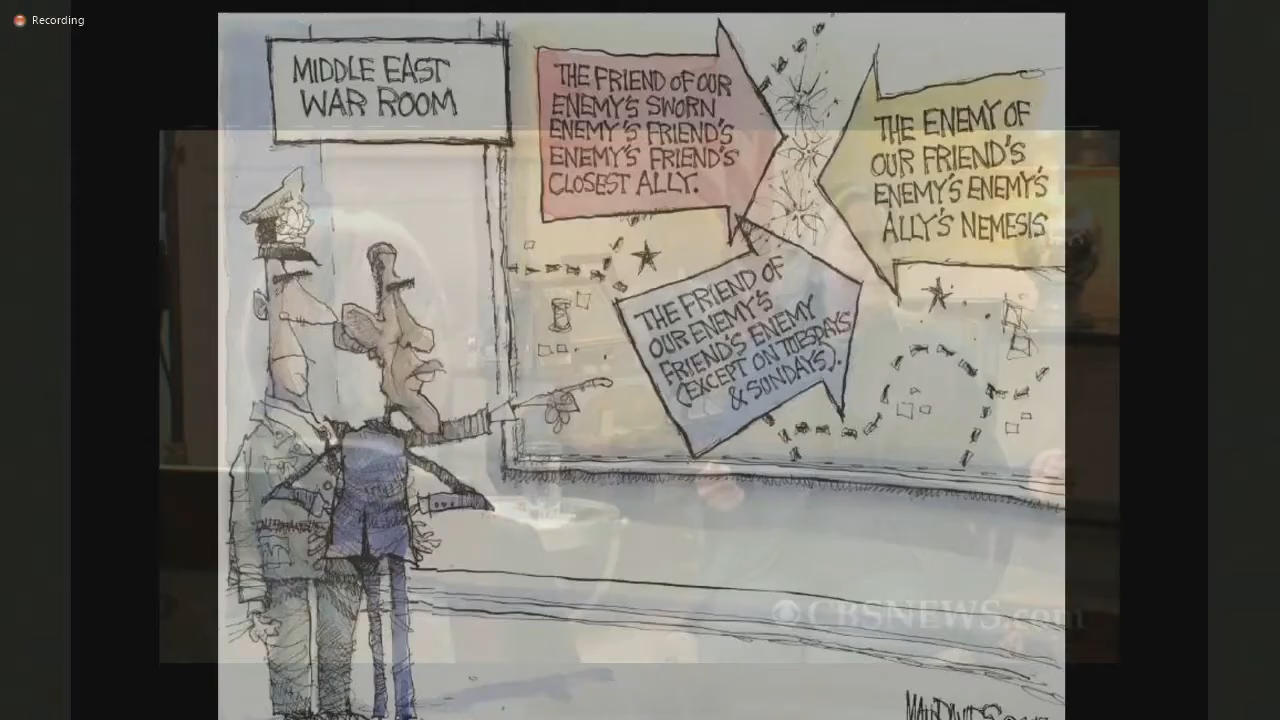 Recording
MIDDLE EAST
WAR ROOM
THE FRIEND OF OUR
ENEMY'S SWORN
ENEMY'S FRIEND'S
ENEMY'S FRIEND'S
CLOSEST ALLY.
THE ENEMY OF
OUR FRIEND'S
ENEMY'S ENEMY'S
ALLY'S NEMESIS
THE FRIEND OF
OUR ENEMY'S
FRIEND'S ENEMY
(EXCEPT ON TUESDAYS
& SUNDAYS).
CBSNEWS.com